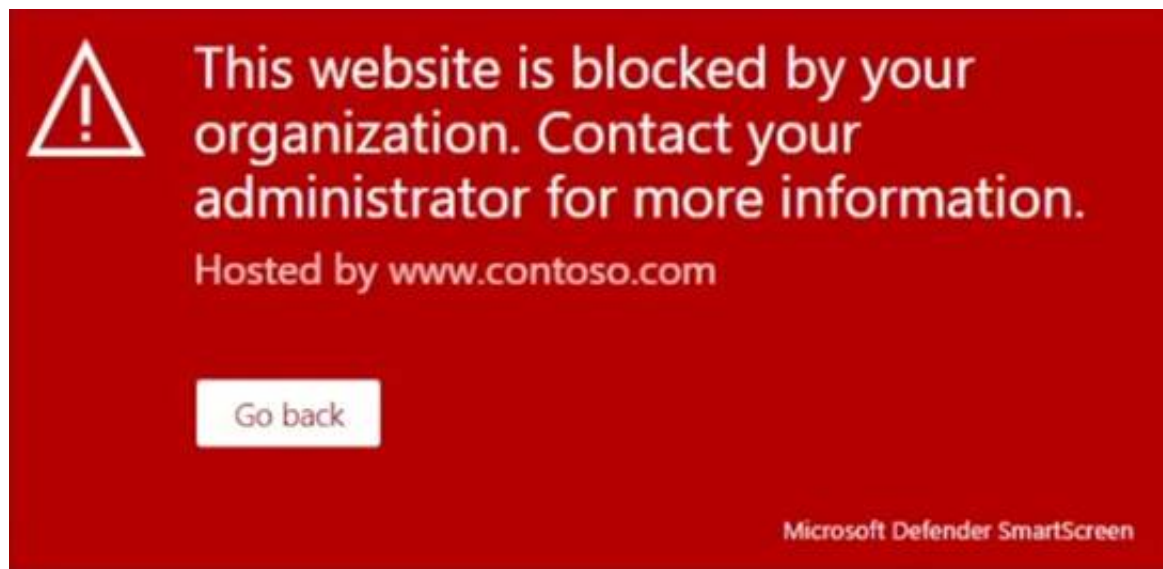 This website is blocked by your
organization. Contact your
administrator for more information.
Hosted by www.contoso.com
Go back
Microsoft Defender SmartScreen